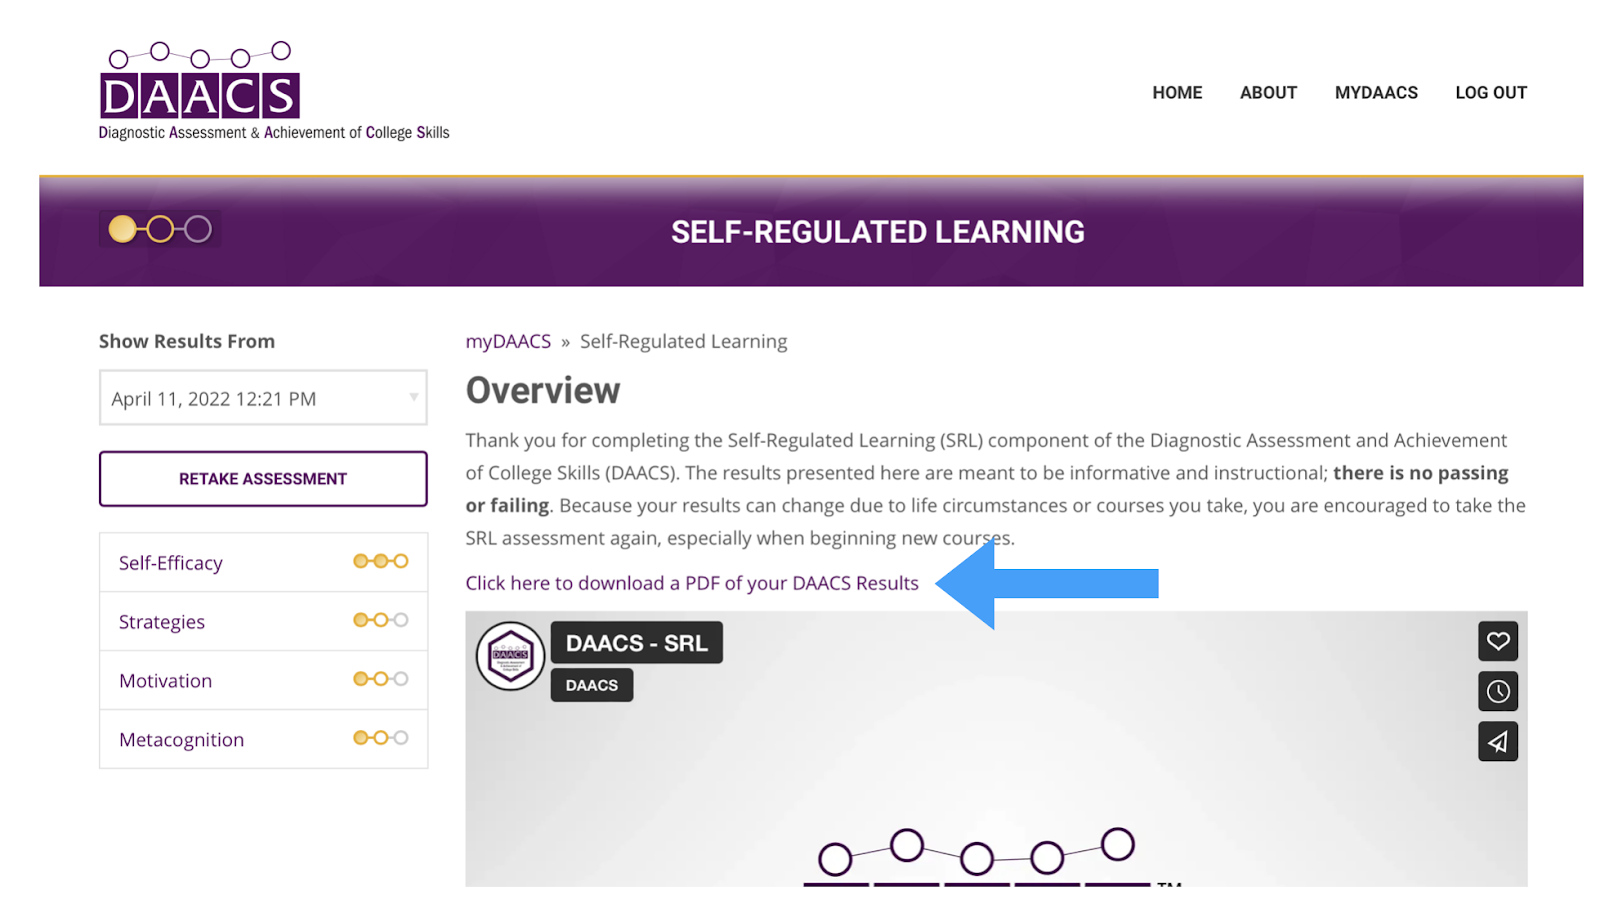 DAACS
Diagnostic Assessment & Achievement of College Skills
HOME ABOUT MYDAACS LOG OUT
SELF-REGULATED LEARNING
Show Results From
April 11, 2022 12:21 PM
RETAKE ASSESSMENT
Self-Efficacy
Strategies
Motivation
Metacognition
myDAACS » Self-Regulated Learning
Overview
Thank you for completing the Self-Regulated Learning (SRL) component of the Diagnostic Assessment and Achievement
of College Skills (DAACS). The results presented here are meant to be informative and instructional; there is no passing
or failing. Because your results can change due to life circumstances or courses you take, you are encouraged to take the
SRL assessment again, especially when beginning new courses.
Click here to download a PDF of your DAACS Results
DAACS
DAACS - SRL
DAACS
TM